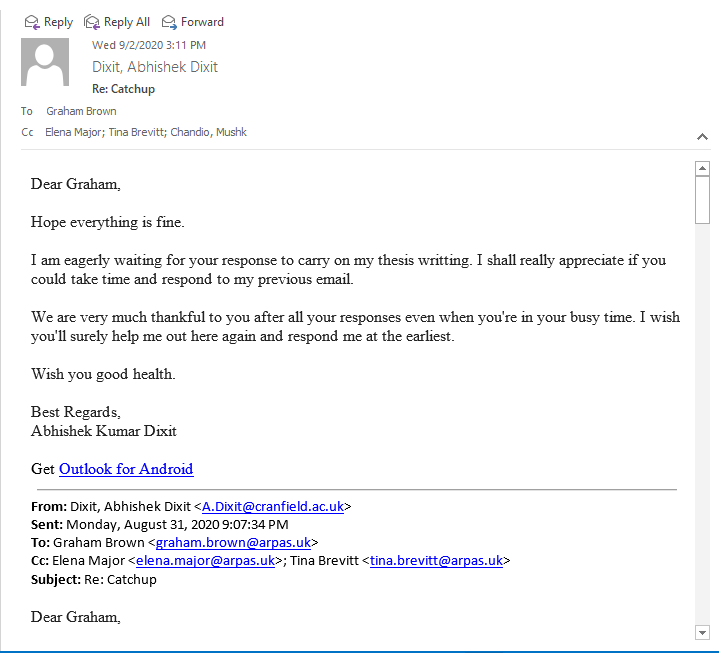 Reply Reply All Forward
Wed 9/2/2020 3:11 PM
Dixit, Abhishek Dixit
Re: Catchup
To Graham Brown
Cc Elena Major; Tina Brevitt; Chandio, Mushk
Dear Graham,
Hope everything is fine.
I am eagerly waiting for your response to carry on my thesis writting. I shall really appreciate if you
could take time and respond to my previous email.
We are very much thankful to you after all your responses even when you're in your busy time. I wish
you'll surely help me out here again and respond me at the earliest.
Wish you good health.
Best Regards,
Abhishek Kumar Dixit
Get Outlook for Android
From: Dixit, Abhishek Dixit <A.Dixit@cranfield.ac.uk>
Sent: Monday, August 31, 2020 9:07:34 PM
To: Graham Brown <graham.brown@arpas.uk>
Cc: Elena Major <elena.major@arpas.uk>; Tina Brevitt <tina.brevitt@arpas.uk>
Subject: Re: Catchup
Dear Graham,